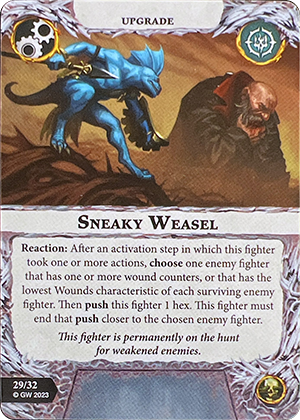 UPGRADE
SNEAKY WEASEL
Reaction: After an activation step in which this fighter
took one or more actions, choose one enemy fighter
that has one or more wound counters, or that has the
lowest Wounds characteristic of each surviving enemy
fighter. Then push this fighter 1 hex. This fighter must
end that push closer to the chosen enemy fighter.
This fighter is permanently on the hunt
for weakened enemies.
29/32
© GW 2023